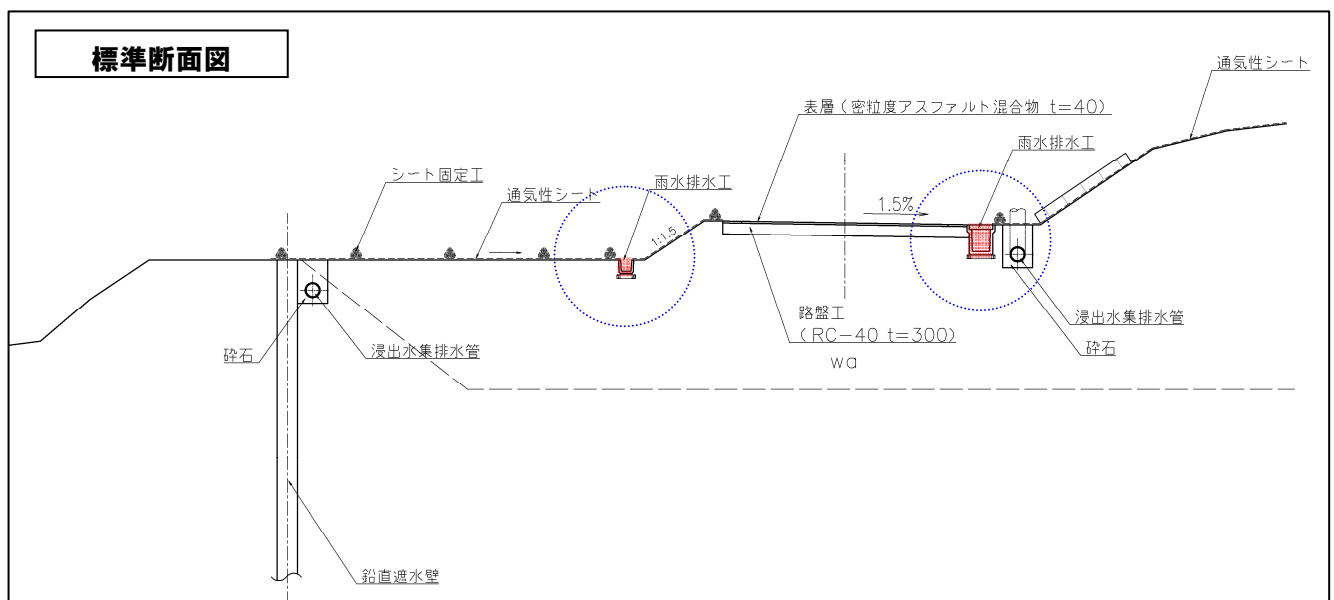 標準断面図
通気性シート
表層(密粒度アスファルト混合物 t=40)
雨水排水工
シート固定工
雨水排水工
通気性シート
1.5%
1:1.5
路盤工
(RC-40 t=300)
wa
浸出水集排水管
砕石
砕石
浸出水集排水管
鉛直遮水壁